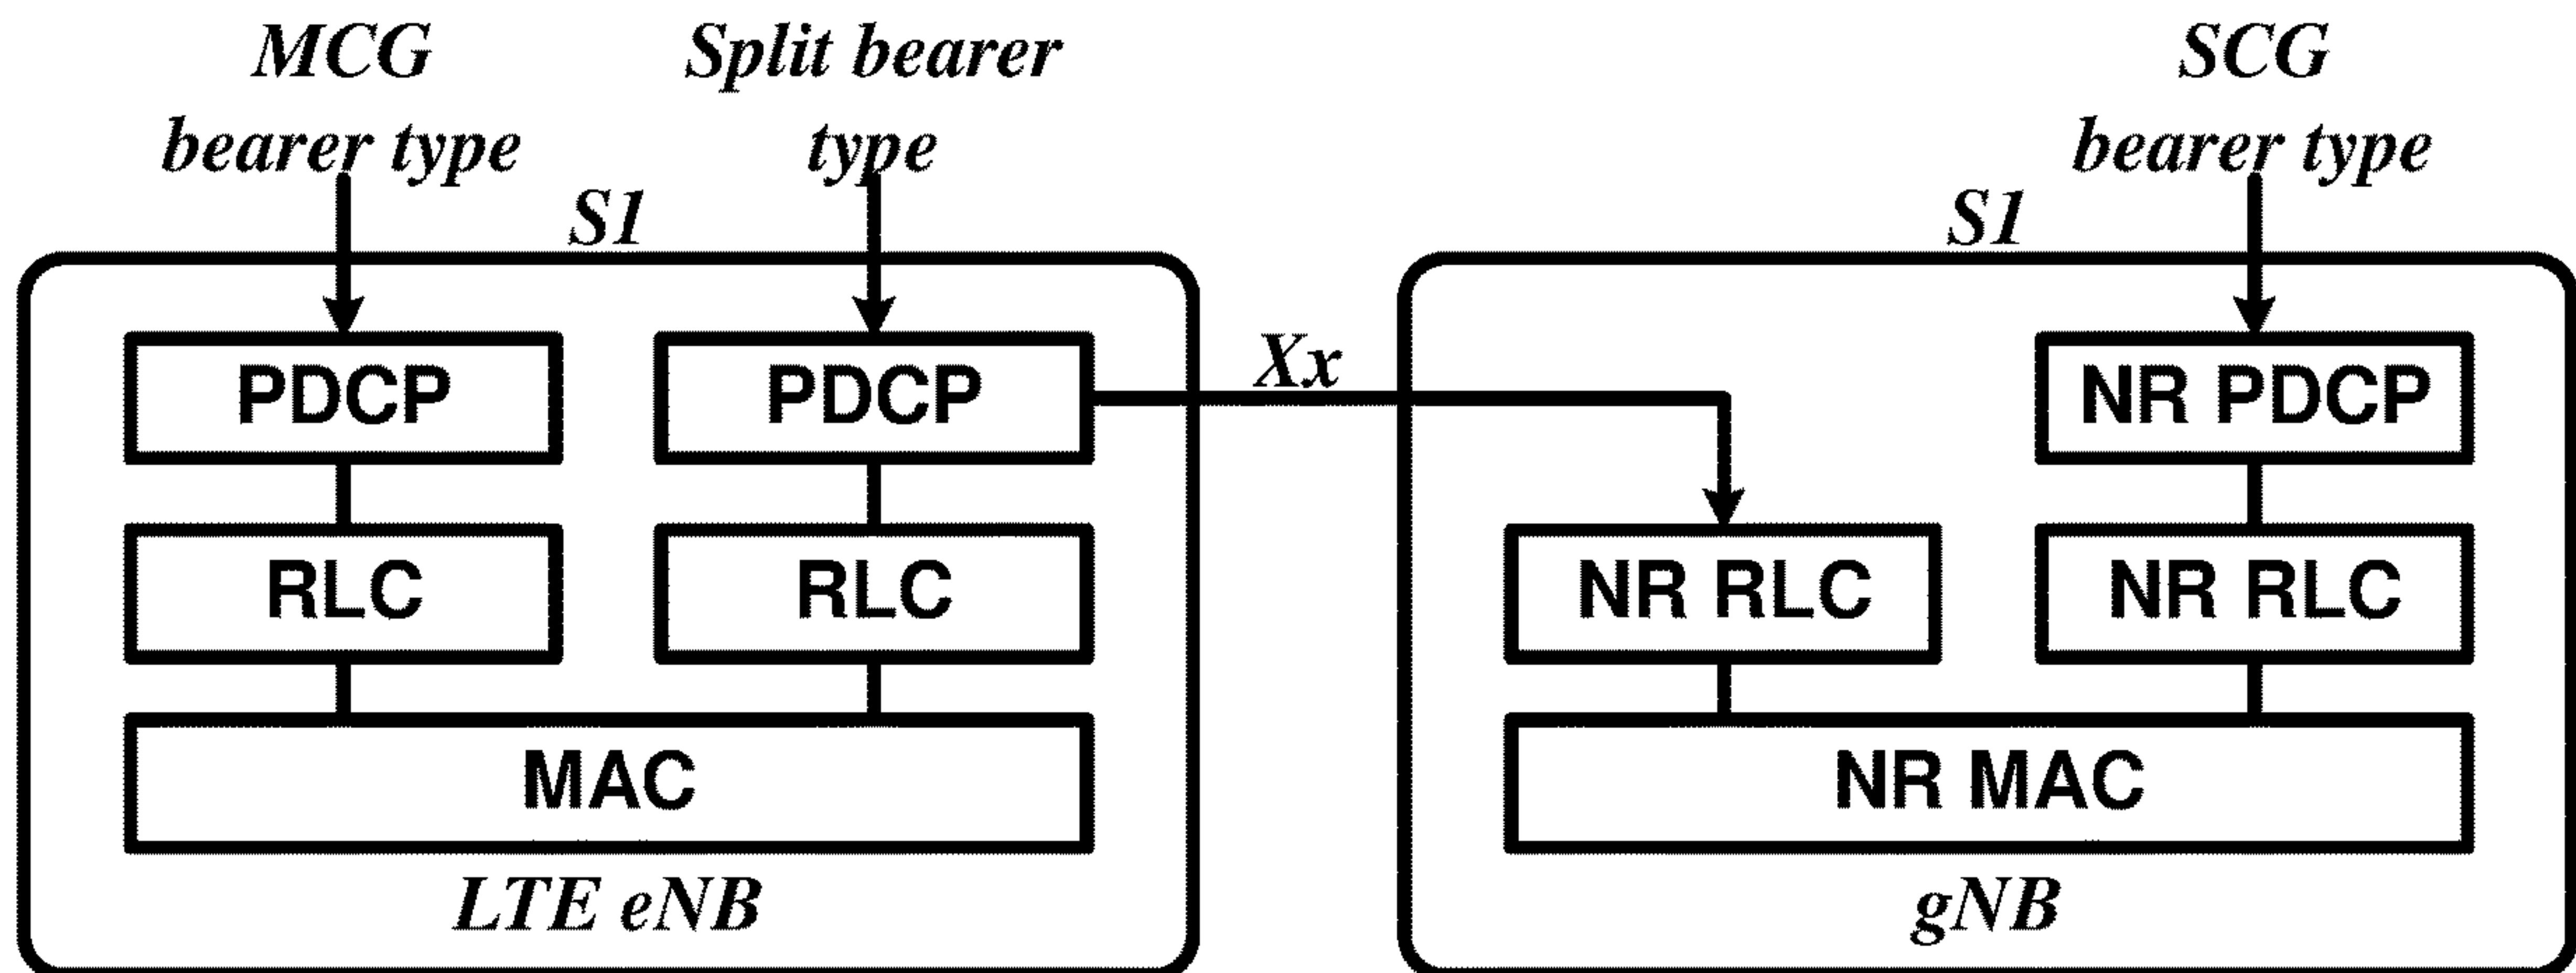 MCG
bearer type
Split bearer
type
SCG
bearer type
S1
S1
PDCP
PDCP
Xx
NR PDCP
RLC
RLC
NR RLC
NR RLC
MAC
NR MAC
LTE eNB
gNB